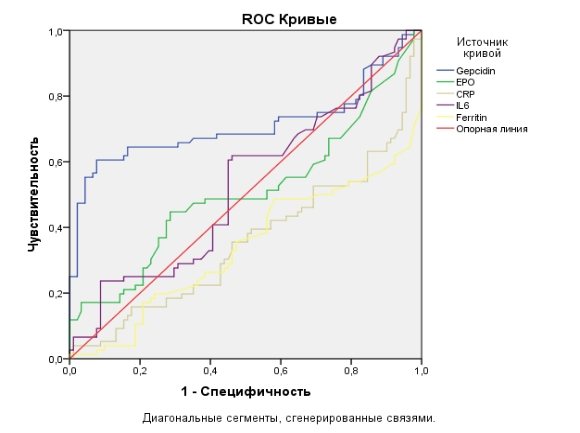 ROC Кривые
Источник
кривой
Gepcidin
EPO
CRP
IL6
Ferritin
Опорная линия
Чувствительность
1,0
0,8
0,6
0,4
0,2
0,0
0,0 0,2 0,4 0,6 0,8 1,0
1 - Специфичность
Диагональные сегменты, сгенерированные связями.